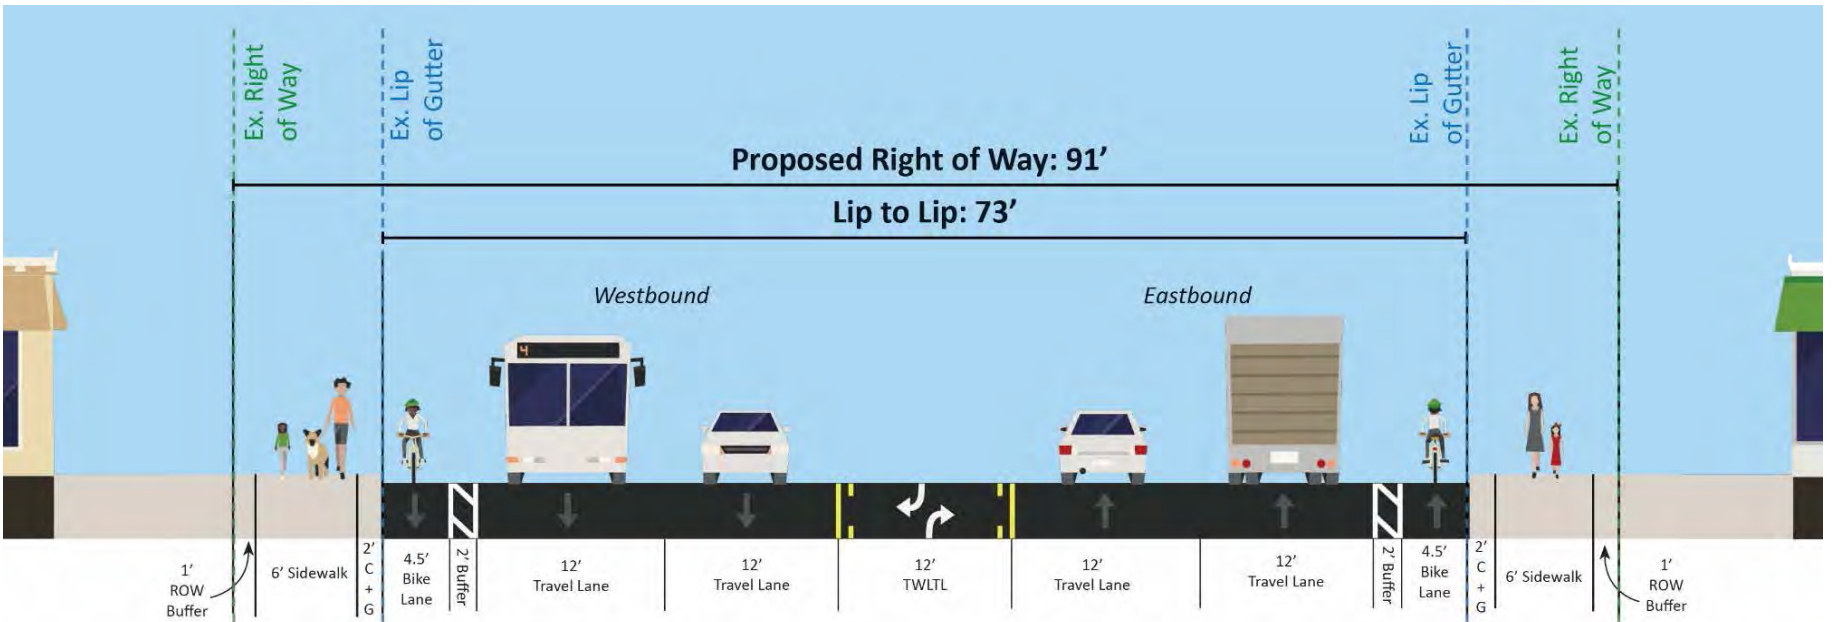 Ex. Right
of Way
Ex. Lip
of Gutter
Ex. Lip
of Gutter
Ex. Right
of Way
Proposed Right of Way: 91’
Lip to Lip: 73’
Westbound
Eastbound
4
1’
ROW
Buffer
6’ Sidewalk
2’
C
+
G
4.5’
Bike
Lane
2’ Buffer
12’
Travel Lane
12’
Travel Lane
12’
TWLTL
12’
Travel Lane
12’
Travel Lane
2’ Buffer
4.5’
Bike
Lane
2’
C
+
G
6’ Sidewalk
1’
ROW
Buffer